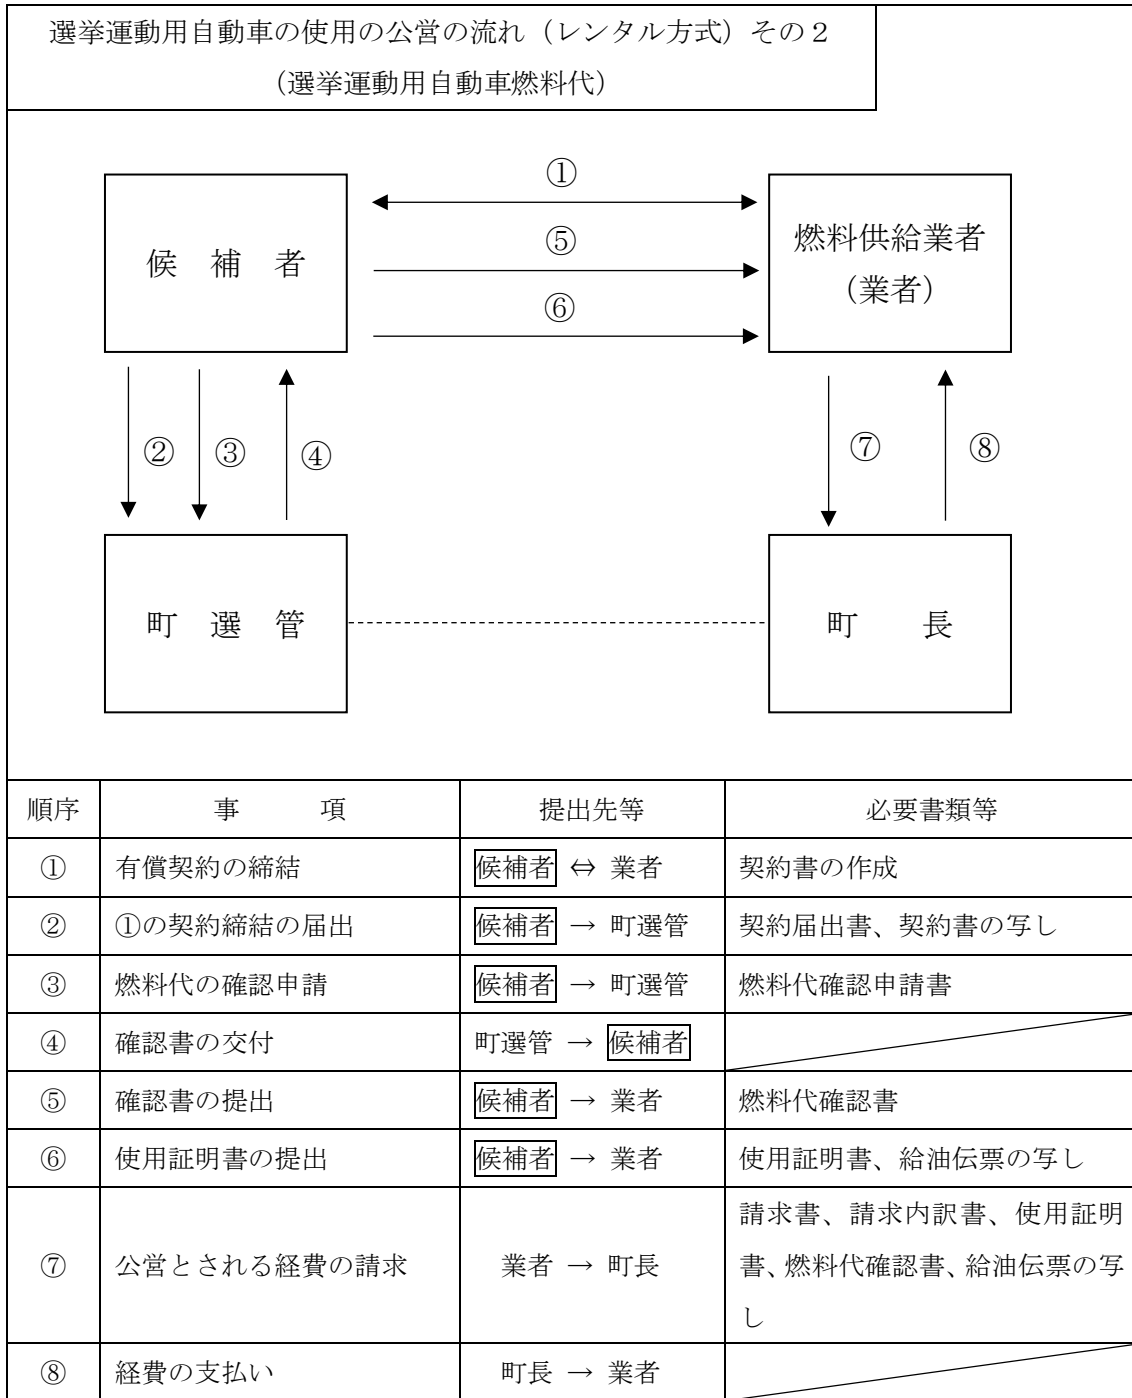 選挙運動用自動車の使用の公営の流れ（レンタル方式）その２
（選挙運動用自動車燃料代）
①
候　補　者
⑤
燃料供給業者
（業者）
⑥
②
③
④
⑦
⑧
町　選　管
町　　長
順序　事　　　項　提出先等　必要書類等
①　有償契約の締結　候補者 ⇔ 業者　契約書の作成
②　①の契約締結の届出　候補者 → 町選管　契約届出書、契約書の写し
③　燃料代の確認申請　候補者 → 町選管　燃料代確認申請書
④　確認書の交付　町選管 → 候補者
⑤　確認書の提出　候補者 → 業者　燃料代確認書
⑥　使用証明書の提出　候補者 → 業者　使用証明書、給油伝票の写し
⑦　公営とされる経費の請求　業者 → 町長　請求書、請求内訳書、使用証明
書、燃料代確認書、給油伝票の写
し
⑧　経費の支払い　町長 → 業者